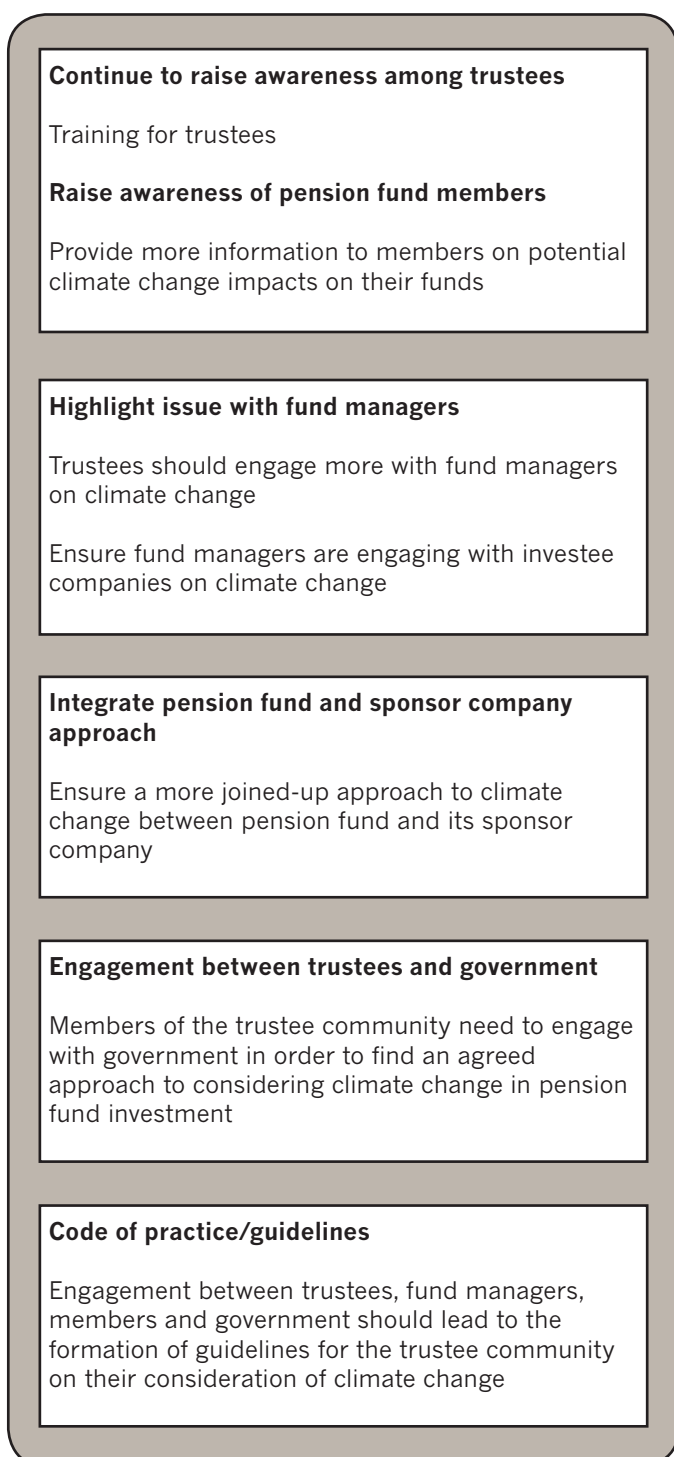 Continue to raise awareness among trustees
Training for trustees
Raise awareness of pension fund members
Provide more information to members on potential
climate change impacts on their funds
Highlight issue with fund managers
Trustees should engage more with fund managers
on climate change
Ensure fund managers are engaging with investee
companies on climate change
Integrate pension fund and sponsor company
approach
Ensure a more joined-up approach to climate
change between pension fund and its sponsor
company
Engagement between trustees and government
Members of the trustee community need to engage
with government in order to find an agreed
approach to considering climate change in pension
fund investment
Code of practice/guidelines
Engagement between trustees, fund managers,
members and government should lead to the
formation of guidelines for the trustee community
on their consideration of climate change